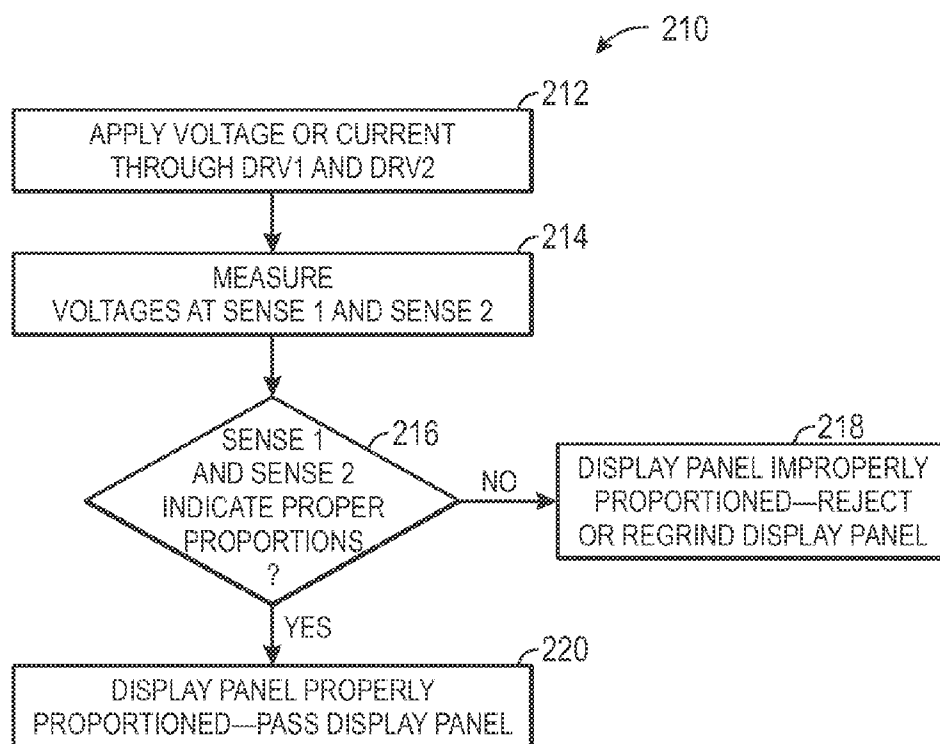 210
212
APPLY VOLTAGE OR CURRENT
THROUGH DRV1 AND DRV2
214
MEASURE
VOLTAGES AT SENSE 1 AND SENSE 2
216
SENSE 1
AND SENSE 2
INDICATE PROPER
PROPORTIONS
?
NO
218
DISPLAY PANEL IMPROPERLY
PROPORTIONED—REJECT
OR REGRIND DISPLAY PANEL
YES
220
DISPLAY PANEL PROPERLY
PROPORTIONED—PASS DISPLAY PANEL